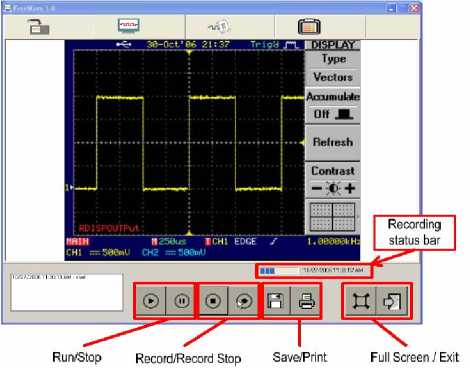 FreeWave 1.0
30-Oct'06 21:37 Trig'd DISPLAY
Type
Vectors
Accumulate
Off
Refresh
Contrast
1
RDISPOUTPut
MAIN M 250us T CH1 EDGE 1.00000kHz
CH1 500mV CH2 500mV
Recording
status bar
Run/Stop Record/Record Stop Save/Print Full Screen / Exit